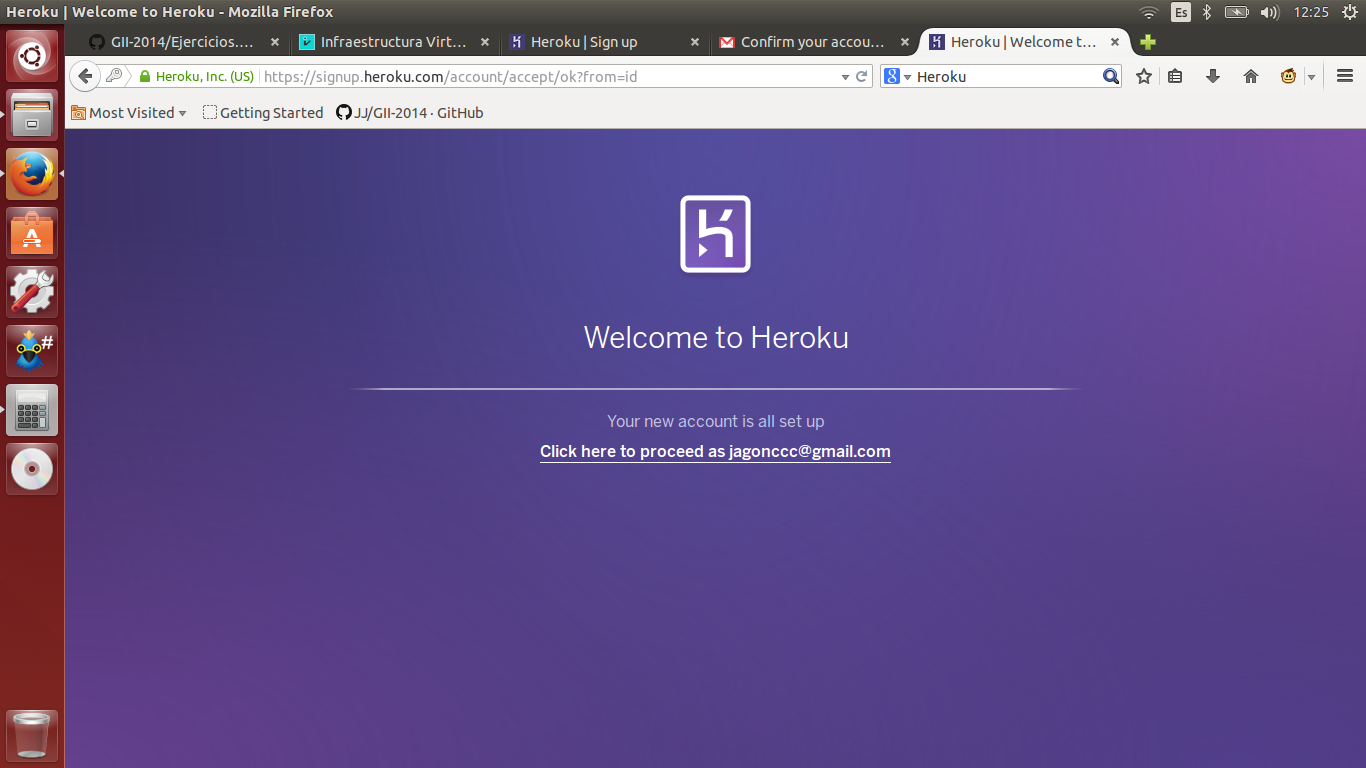 Heroku | Welcome to Heroku - Mozilla Firefox
Es
12:25
GII-2014/Ejercicios....
Infraestructura Virt...
Heroku | Sign up
Confirm your accou...
Heroku | Welcome t...
Heroku, Inc. (US)
https://signup.heroku.com/account/accept/ok?from=id
Heroku
Most Visited
Getting Started
JJ/GII-2014 · GitHub
Welcome to Heroku
Your new account is all set up
Click here to proceed as jagonccc@gmail.com